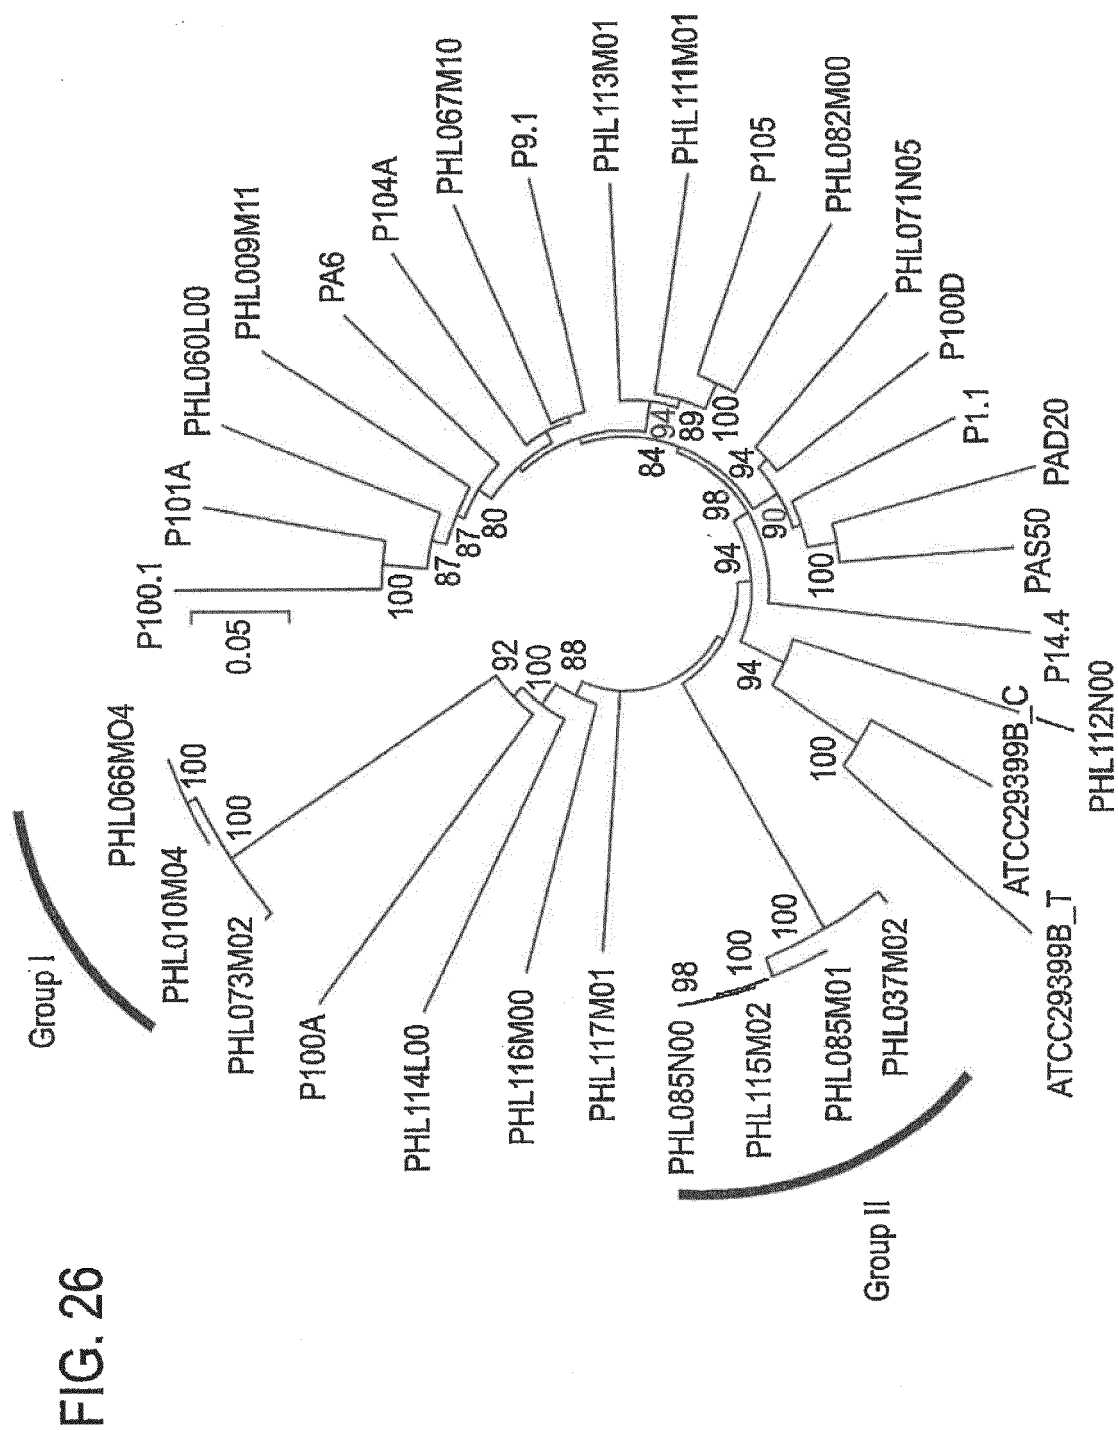 FIG. 26
Group I
PHL066MO4
PHL010M04
PHL073M02
100
100
P100A
PHL114L00
PHL116M00
PHL117M01
92
100
88
P100.1
P101A
PHL060L00
PHL009M11
PA6
P104A
PHL067M10
P9.1
PHL113M01
PHL111M01
P105
PHL082M00
PHL071N05
P100D
P1.1
PAD20
PAS50
P14.4
PHL112N00
ATCC29399B_C
/
ATCC29399B_T
0.05
100
87
87
80
94
89
100
84
94
98
90
94
100
94
100
Group II
PHL085N00
PHL115M02
PHL085M01
PHL037M02
98
100
100